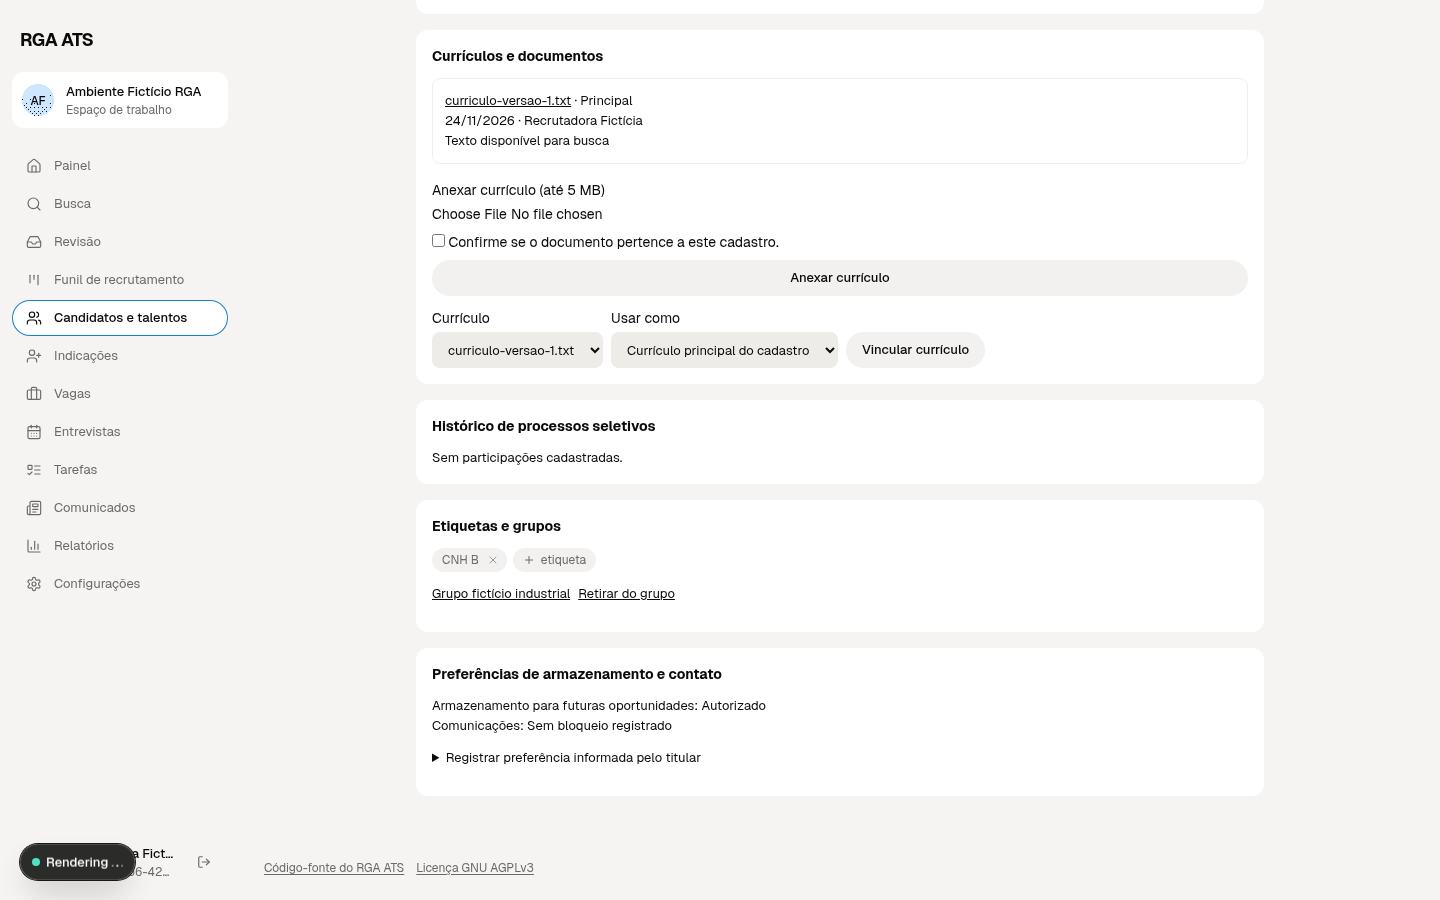 RGA ATS
AF
Ambiente Fictício RGA
Espaço de trabalho
Painel
Busca
Revisão
Funil de recrutamento
Candidatos e talentos
Indicações
Vagas
Entrevistas
Tarefas
Comunicados
Relatórios
Configurações
Rendering ...
a Fict...
06-42...
Currículos e documentos
curriculo-versao-1.txt · Principal
24/11/2026 · Recrutadora Fictícia
Texto disponível para busca
Anexar currículo (até 5 MB)
Choose File No file chosen
Confirme se o documento pertence a este cadastro.
Anexar currículo
Currículo Usar como
curriculo-versao-1.txt Currículo principal do cadastro Vincular currículo
Histórico de processos seletivos
Sem participações cadastradas.
Etiquetas e grupos
CNH B × + etiqueta
Grupo fictício industrial Retirar do grupo
Preferências de armazenamento e contato
Armazenamento para futuras oportunidades: Autorizado
Comunicações: Sem bloqueio registrado
Registrar preferência informada pelo titular
Código-fonte do RGA ATS Licença GNU AGPLv3